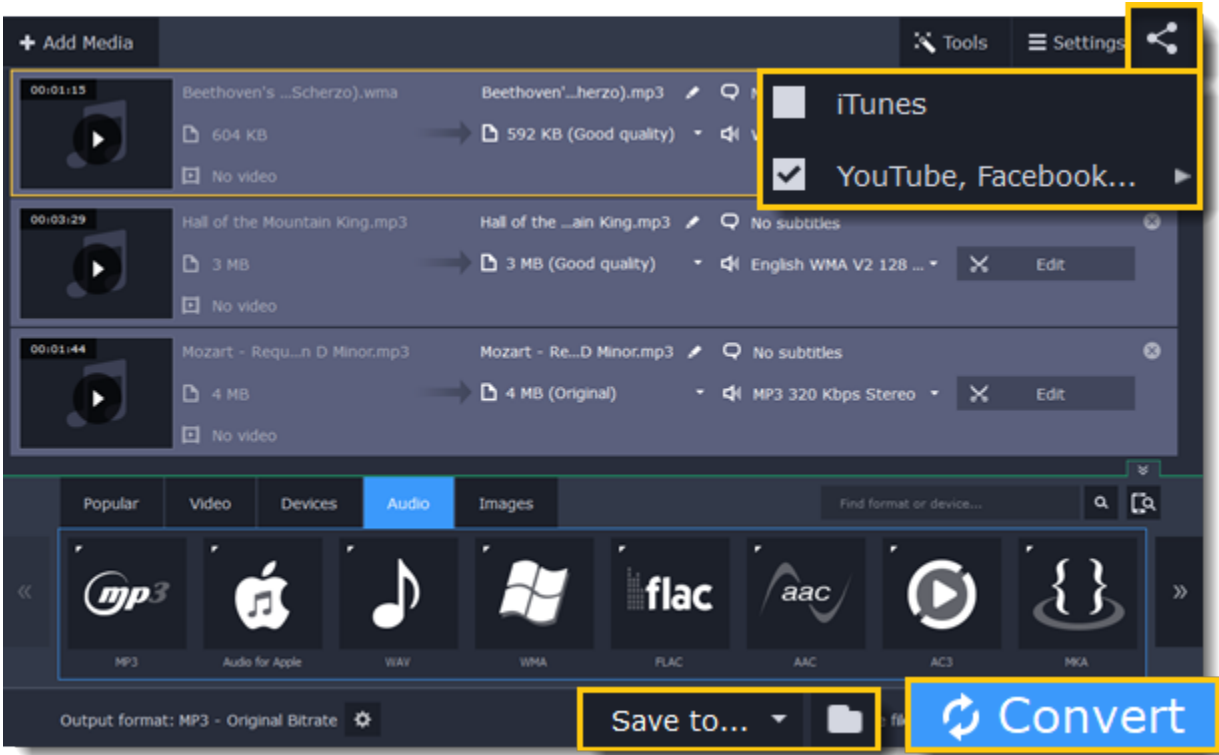 Add Media
Tools
Settings
iTunes
YouTube, Facebook...
00:01:15
Beethoven's ...Scherzo).wma
Beethoven'...herzo).mp3
604 KB
592 KB (Good quality)
No video
00:03:29
Hall of the Mountain King.mp3
Hall of the ...ain King.mp3
No subtitles
3 MB
3 MB (Good quality)
English WMA V2 128 ...
Edit
No video
00:01:44
Mozart - Requ...n D Minor.mp3
Mozart - Re...D Minor.mp3
No subtitles
4 MB
4 MB (Original)
MP3 320 Kbps Stereo
Edit
No video
Popular
Video
Devices
Audio
Images
Find format or device...
mp3
flac
aac
MP3
Audio for Apple
WAV
WMA
FLAC
AAC
AC3
MKA
Output format: MP3 - Original Bitrate
Save to...
Convert